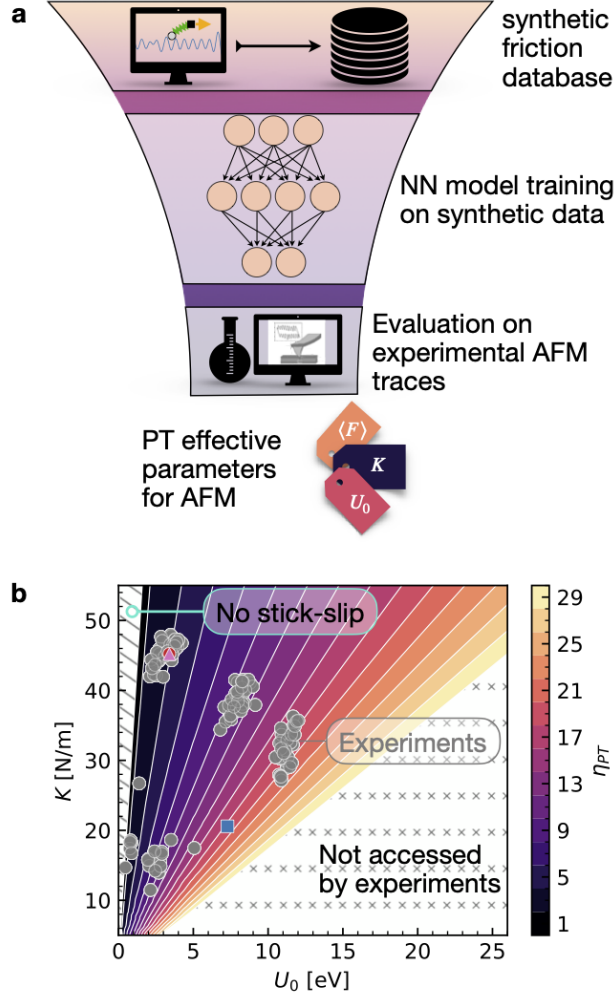 a
synthetic
friction
database
NN model training
on synthetic data
Evaluation on
experimental AFM
traces
PT effective
parameters
for AFM
⟨F⟩
K
U₀
b
No stick-slip
Experiments
Not accessed
by experiments
K [N/m]
50
40
30
20
10
0
5
10
15
20
25
U₀ [eV]
29
25
21
17
13
9
5
1
η_PT